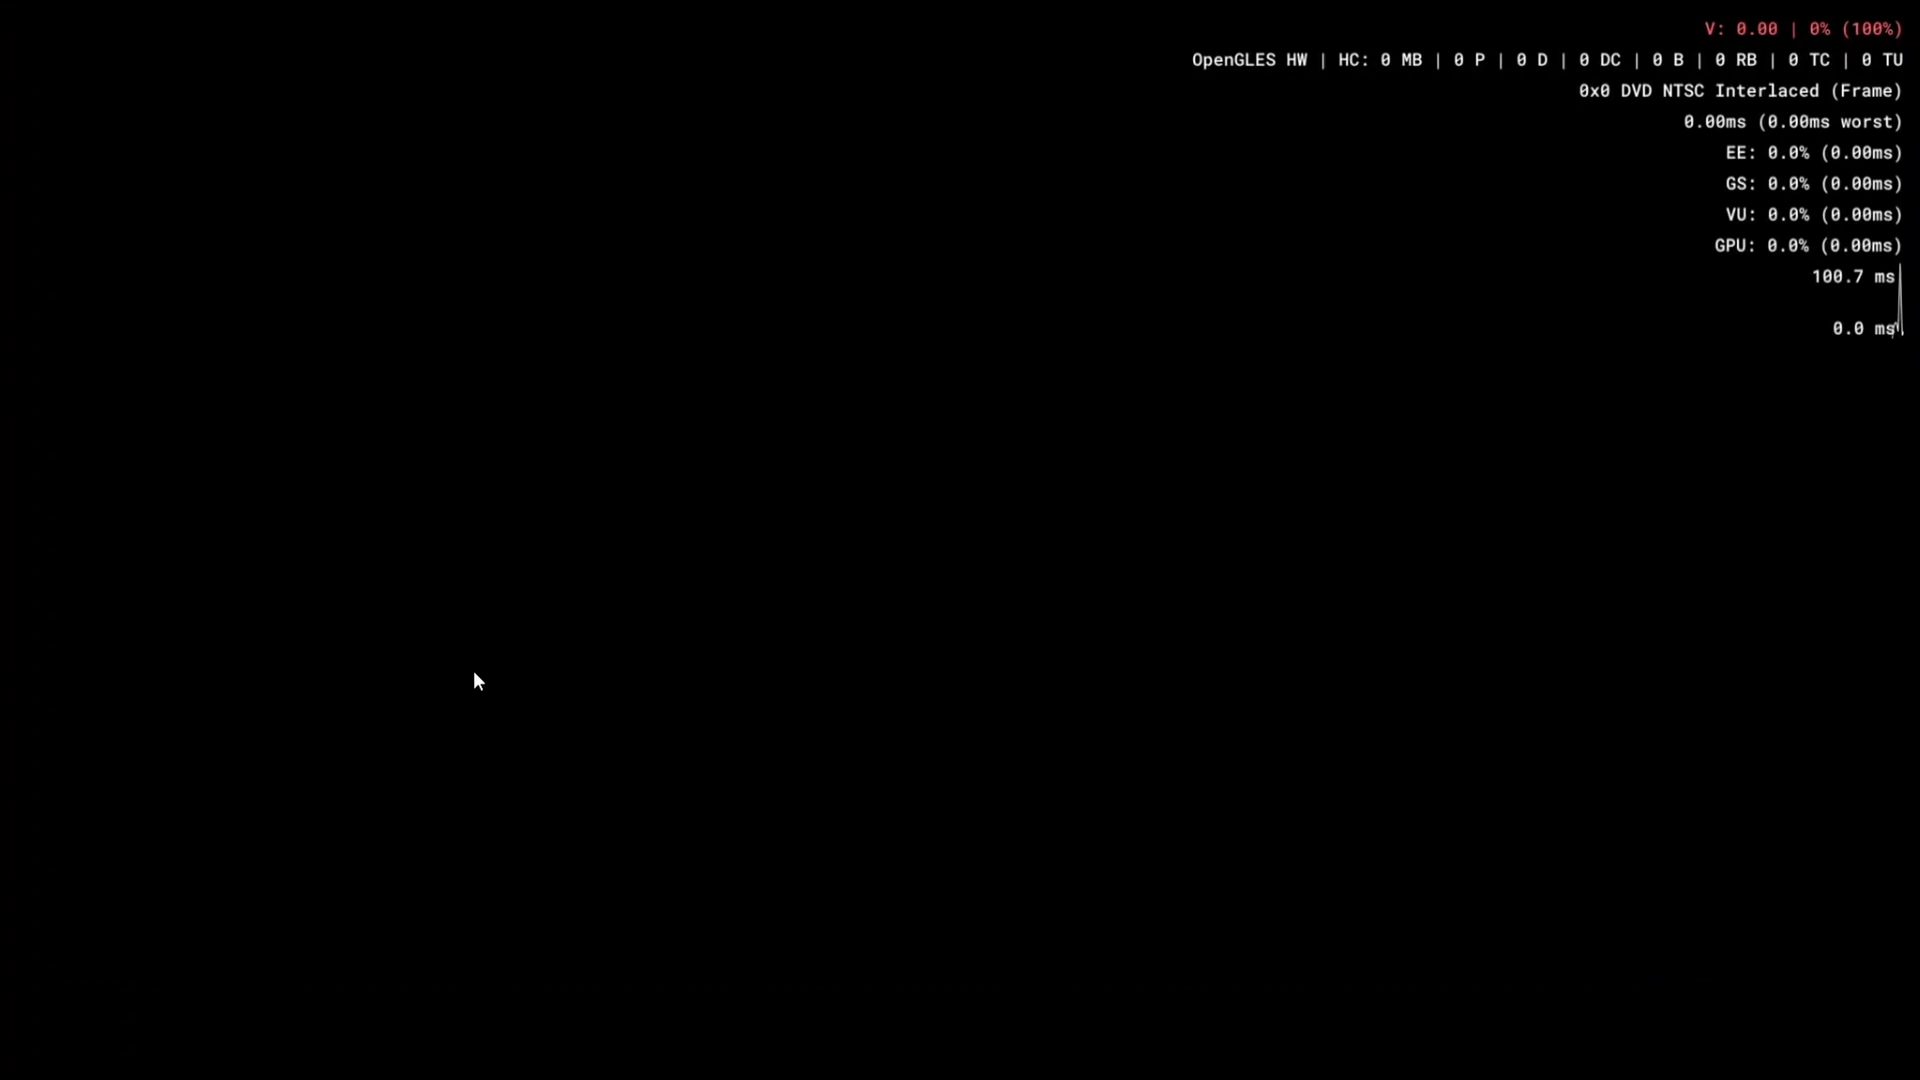 V: 0.00 | 0% (100%)
OpenGLES HW | HC: 0 MB | 0 P | 0 D | 0 DC | 0 B | 0 RB | 0 TC | 0 TU
0x0 DVD NTSC Interlaced (Frame)
0.00ms (0.00ms worst)
EE: 0.0% (0.00ms)
GS: 0.0% (0.00ms)
VU: 0.0% (0.00ms)
GPU: 0.0% (0.00ms)
100.7 ms
0.0 ms